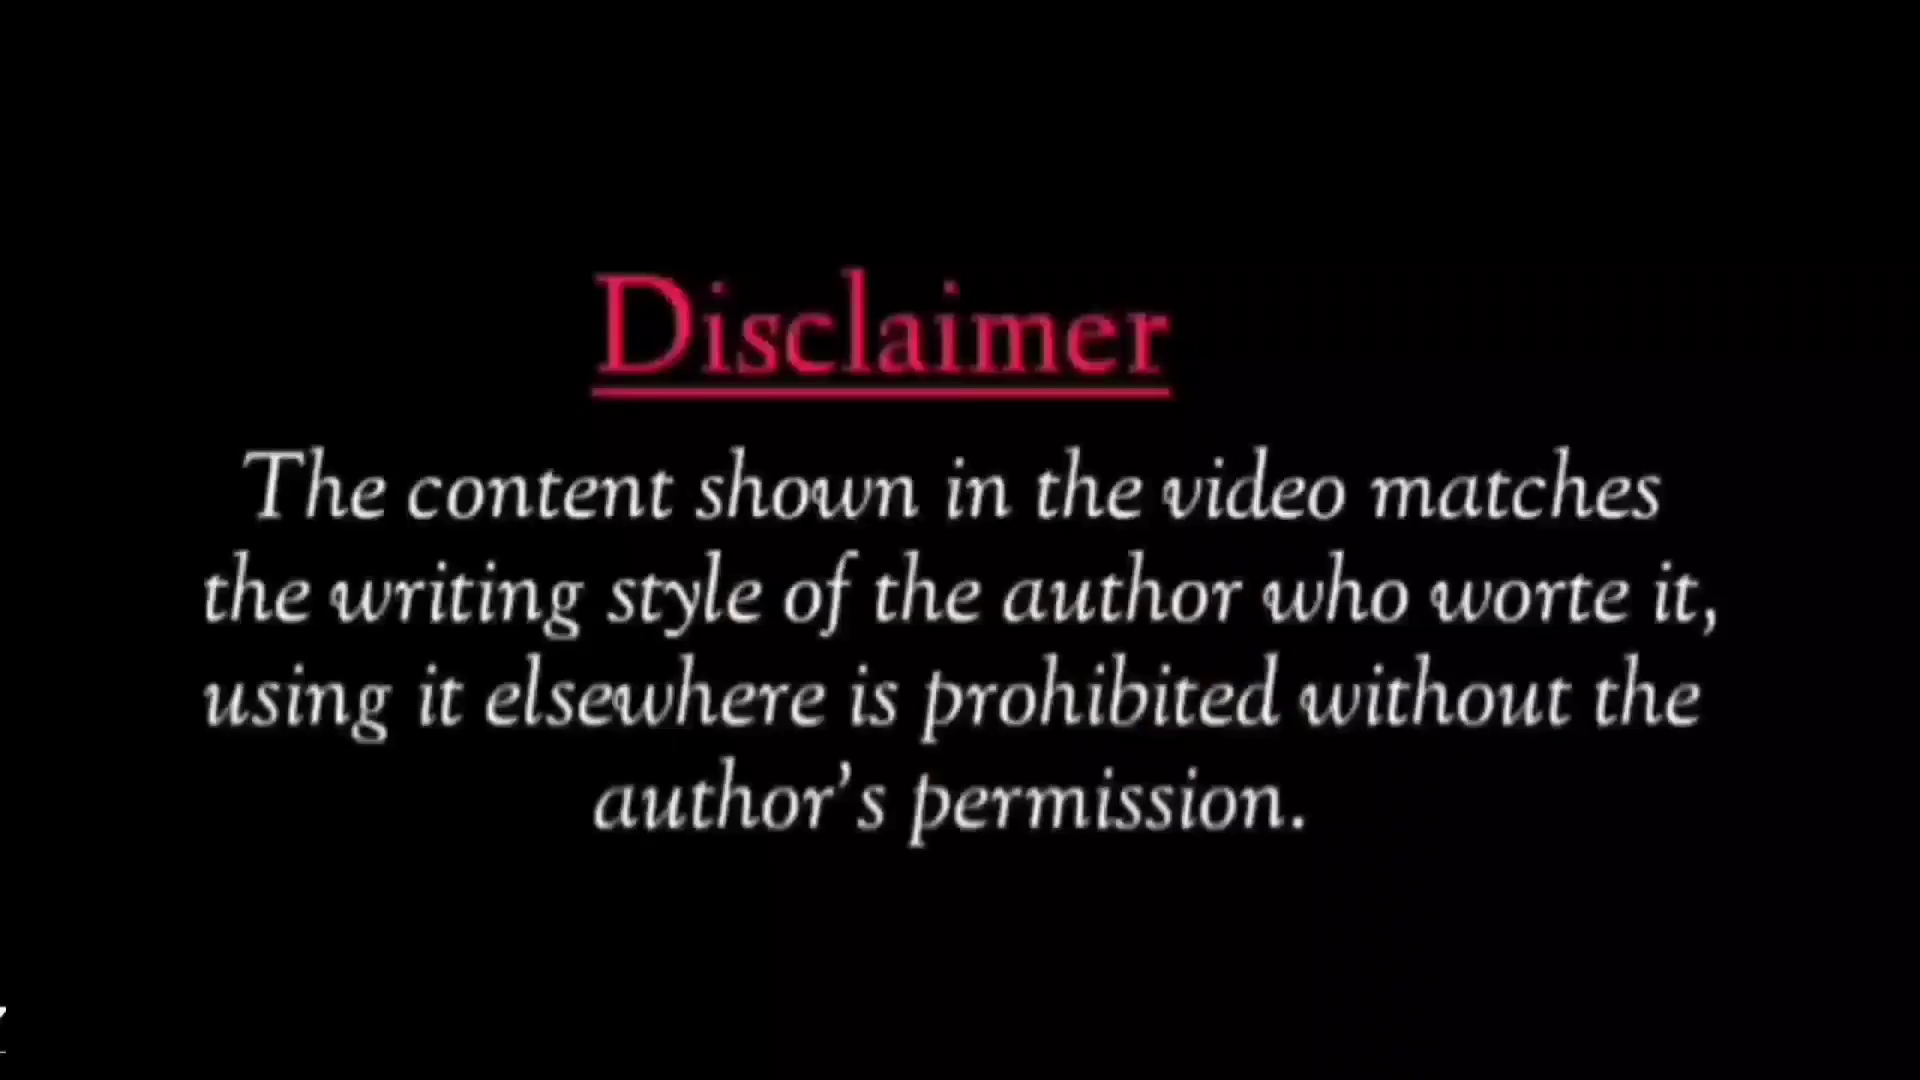 Disclaimer
The content shown in the video matches
the writing style of the author who worte it,
using it elsewhere is prohibited without the
author’s permission.